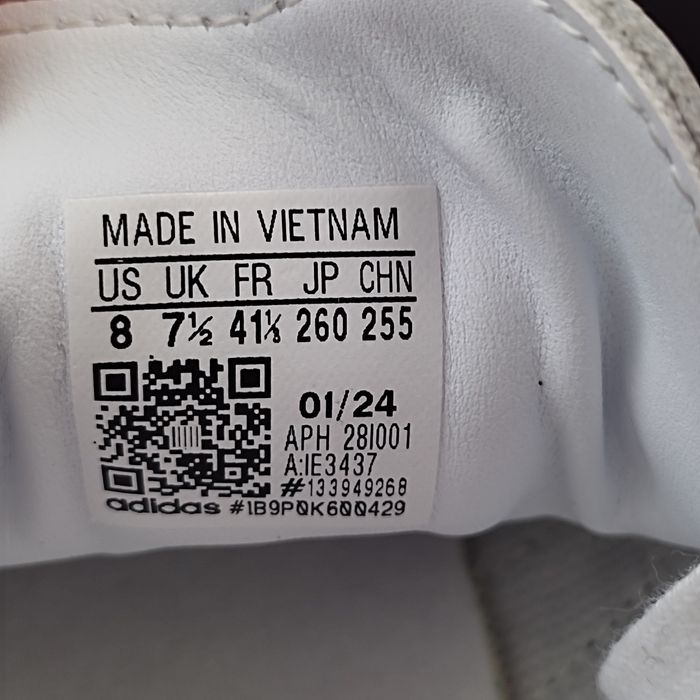 MADE IN VIETNAM
US UK FR JP CHN
8 7½ 41⅓ 260 255
01/24
APH 28I001
A:IE3437
#133949268
adidas #1B9P0K600429